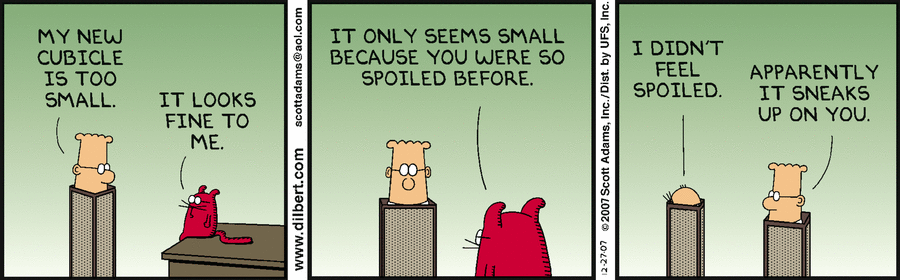 MY NEW
CUBICLE
IS TOO
SMALL.
IT LOOKS
FINE TO
ME.
www.dilbert.com
scottadams@aol.com
IT ONLY SEEMS SMALL
BECAUSE YOU WERE SO
SPOILED BEFORE.
12-27-07 © 2007 Scott Adams, Inc./Dist. by UFS, Inc.
I DIDN'T
FEEL
SPOILED.
APPARENTLY
IT SNEAKS
UP ON YOU.